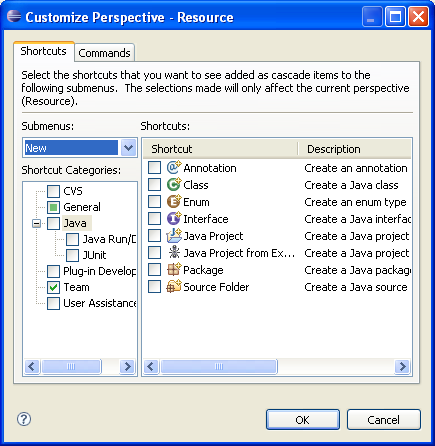 Customize Perspective - Resource
Shortcuts Commands
Select the shortcuts that you want to see added as cascade items to the
following submenus.  The selections made will only affect the current perspective
(Resource).
Submenus:
New
Shortcut Categories:
CVS
General
Java
Java Run/D
JUnit
Plug-in Develop
Team
User Assistance
Shortcuts:
Shortcut Description
Annotation Create an annotation
Class Create a Java class
Enum Create an enum type
Interface Create a Java interfac
Java Project Create a Java project
Java Project from Ex... Create a Java project
Package Create a Java package
Source Folder Create a Java source
? OK Cancel